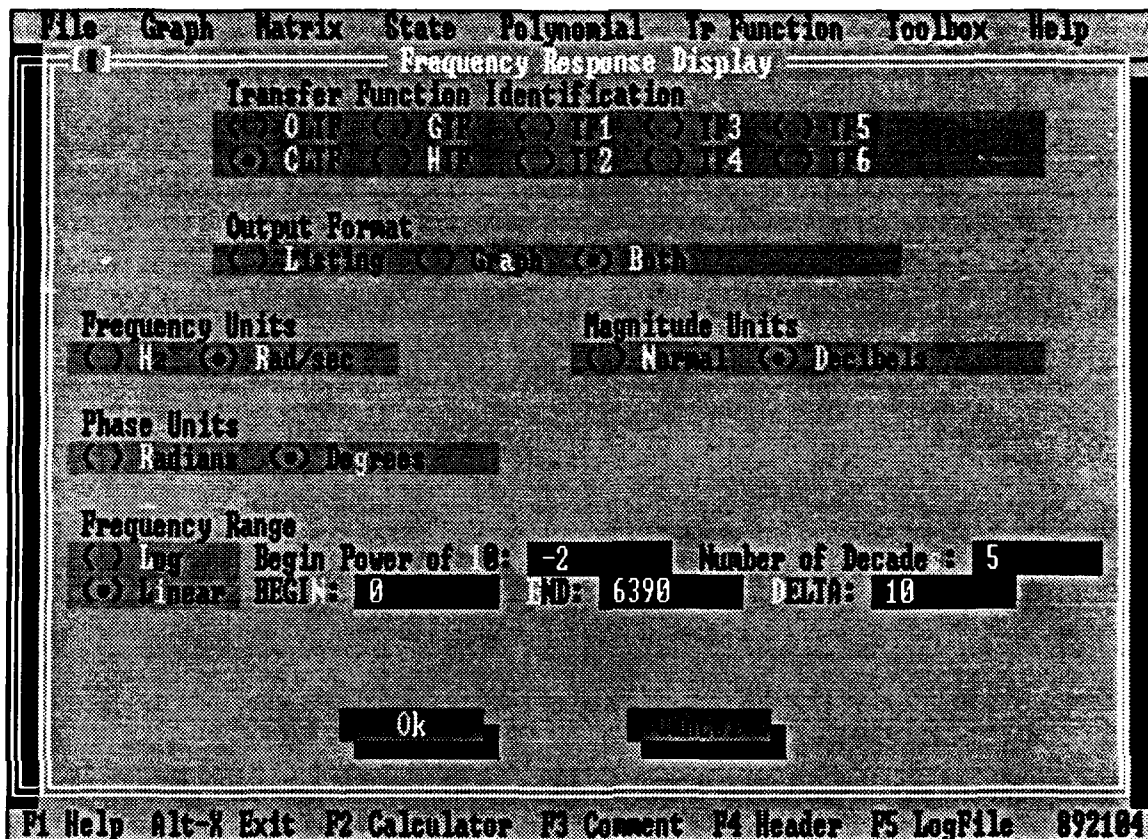 File Graph Matrix State Polynomial Tr Function Toolbox Help
Frequency Response Display
Transfer Function Identification
( ) OLTF ( ) GTF ( ) TF1 ( ) TF3 ( ) TF5
(•) CLTF ( ) HTF ( ) TF2 ( ) TF4 ( ) TF6
Output Format
( ) Listing ( ) Graph (•) Both
Frequency Units Magnitude Units
( ) Hz (•) Rad/sec ( ) Normal (•) Decibels
Phase Units
( ) Radians (•) Degrees
Frequency Range
( ) Log Begin Power of 10: -2 Number of Decade : 5
(•) Linear BEGIN: 0 END: 6390 DELTA: 10
Ok
F1 Help Alt-X Exit F2 Calculator F3 Comment F4 Header F5 LogFile